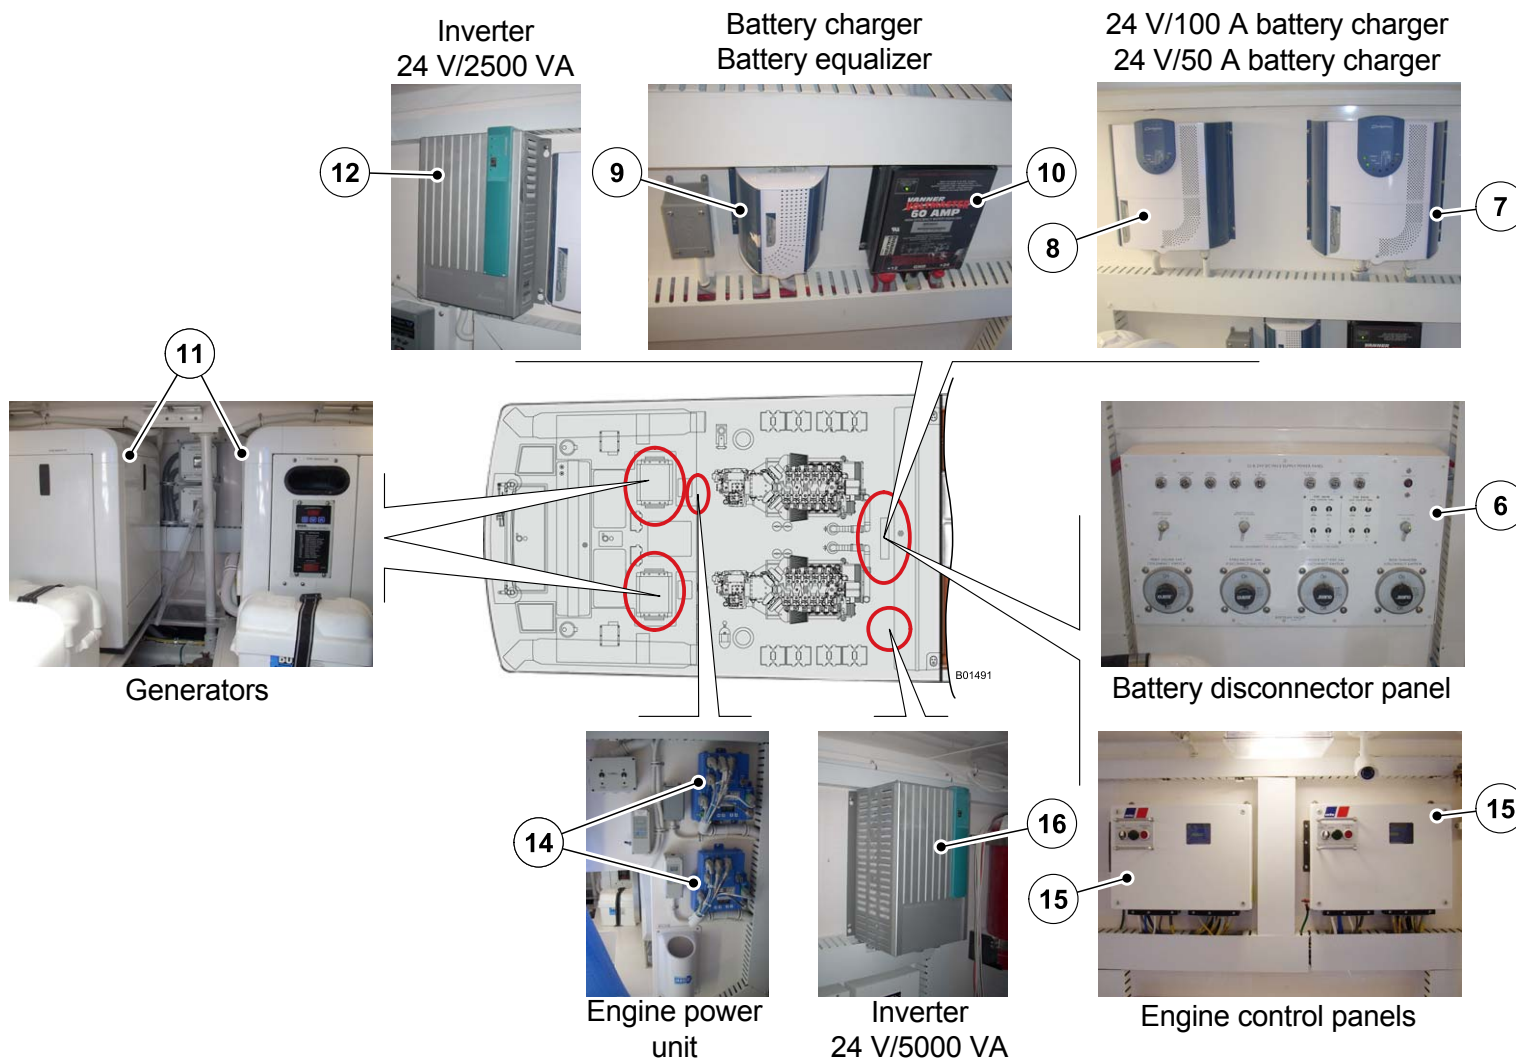 Inverter
24 V/2500 VA
Battery charger
Battery equalizer
24 V/100 A battery charger
24 V/50 A battery charger
12
9
VANNER
VOLTMASTER
60 AMP
10
8
7
11
6
Generators
B01491
Battery disconnector panel
14
16
15
15
Engine power
unit
Inverter
24 V/5000 VA
Engine control panels